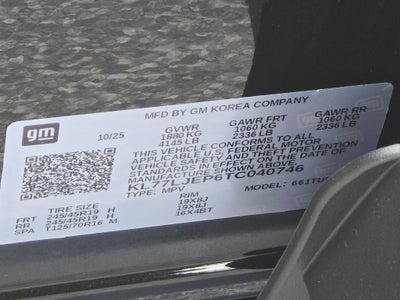 MFD BY GM KOREA COMPANY
gm 10/25 GVWR GAWR FRT GAWR RR
1880 KG 1060 KG 1060 KG
4145 LB 2336 LB 2336 LB
THIS VEHICLE CONFORMS TO ALL
APPLICABLE U.S. FEDERAL MOTOR
VEHICLE SAFETY AND THEFT PREVENTION
STANDARDS IN EFFECT ON THE DATE OF
MANUFACTURE SHOWN ABOVE.
KL77LJEP6TC040746
TYPE: MPV MODEL:
TIRE SIZE RIM
FRT 245/45R19 H 19X8J
RR 245/45R19 H 19X8J
SPA T125/70R16 M 16X4BT